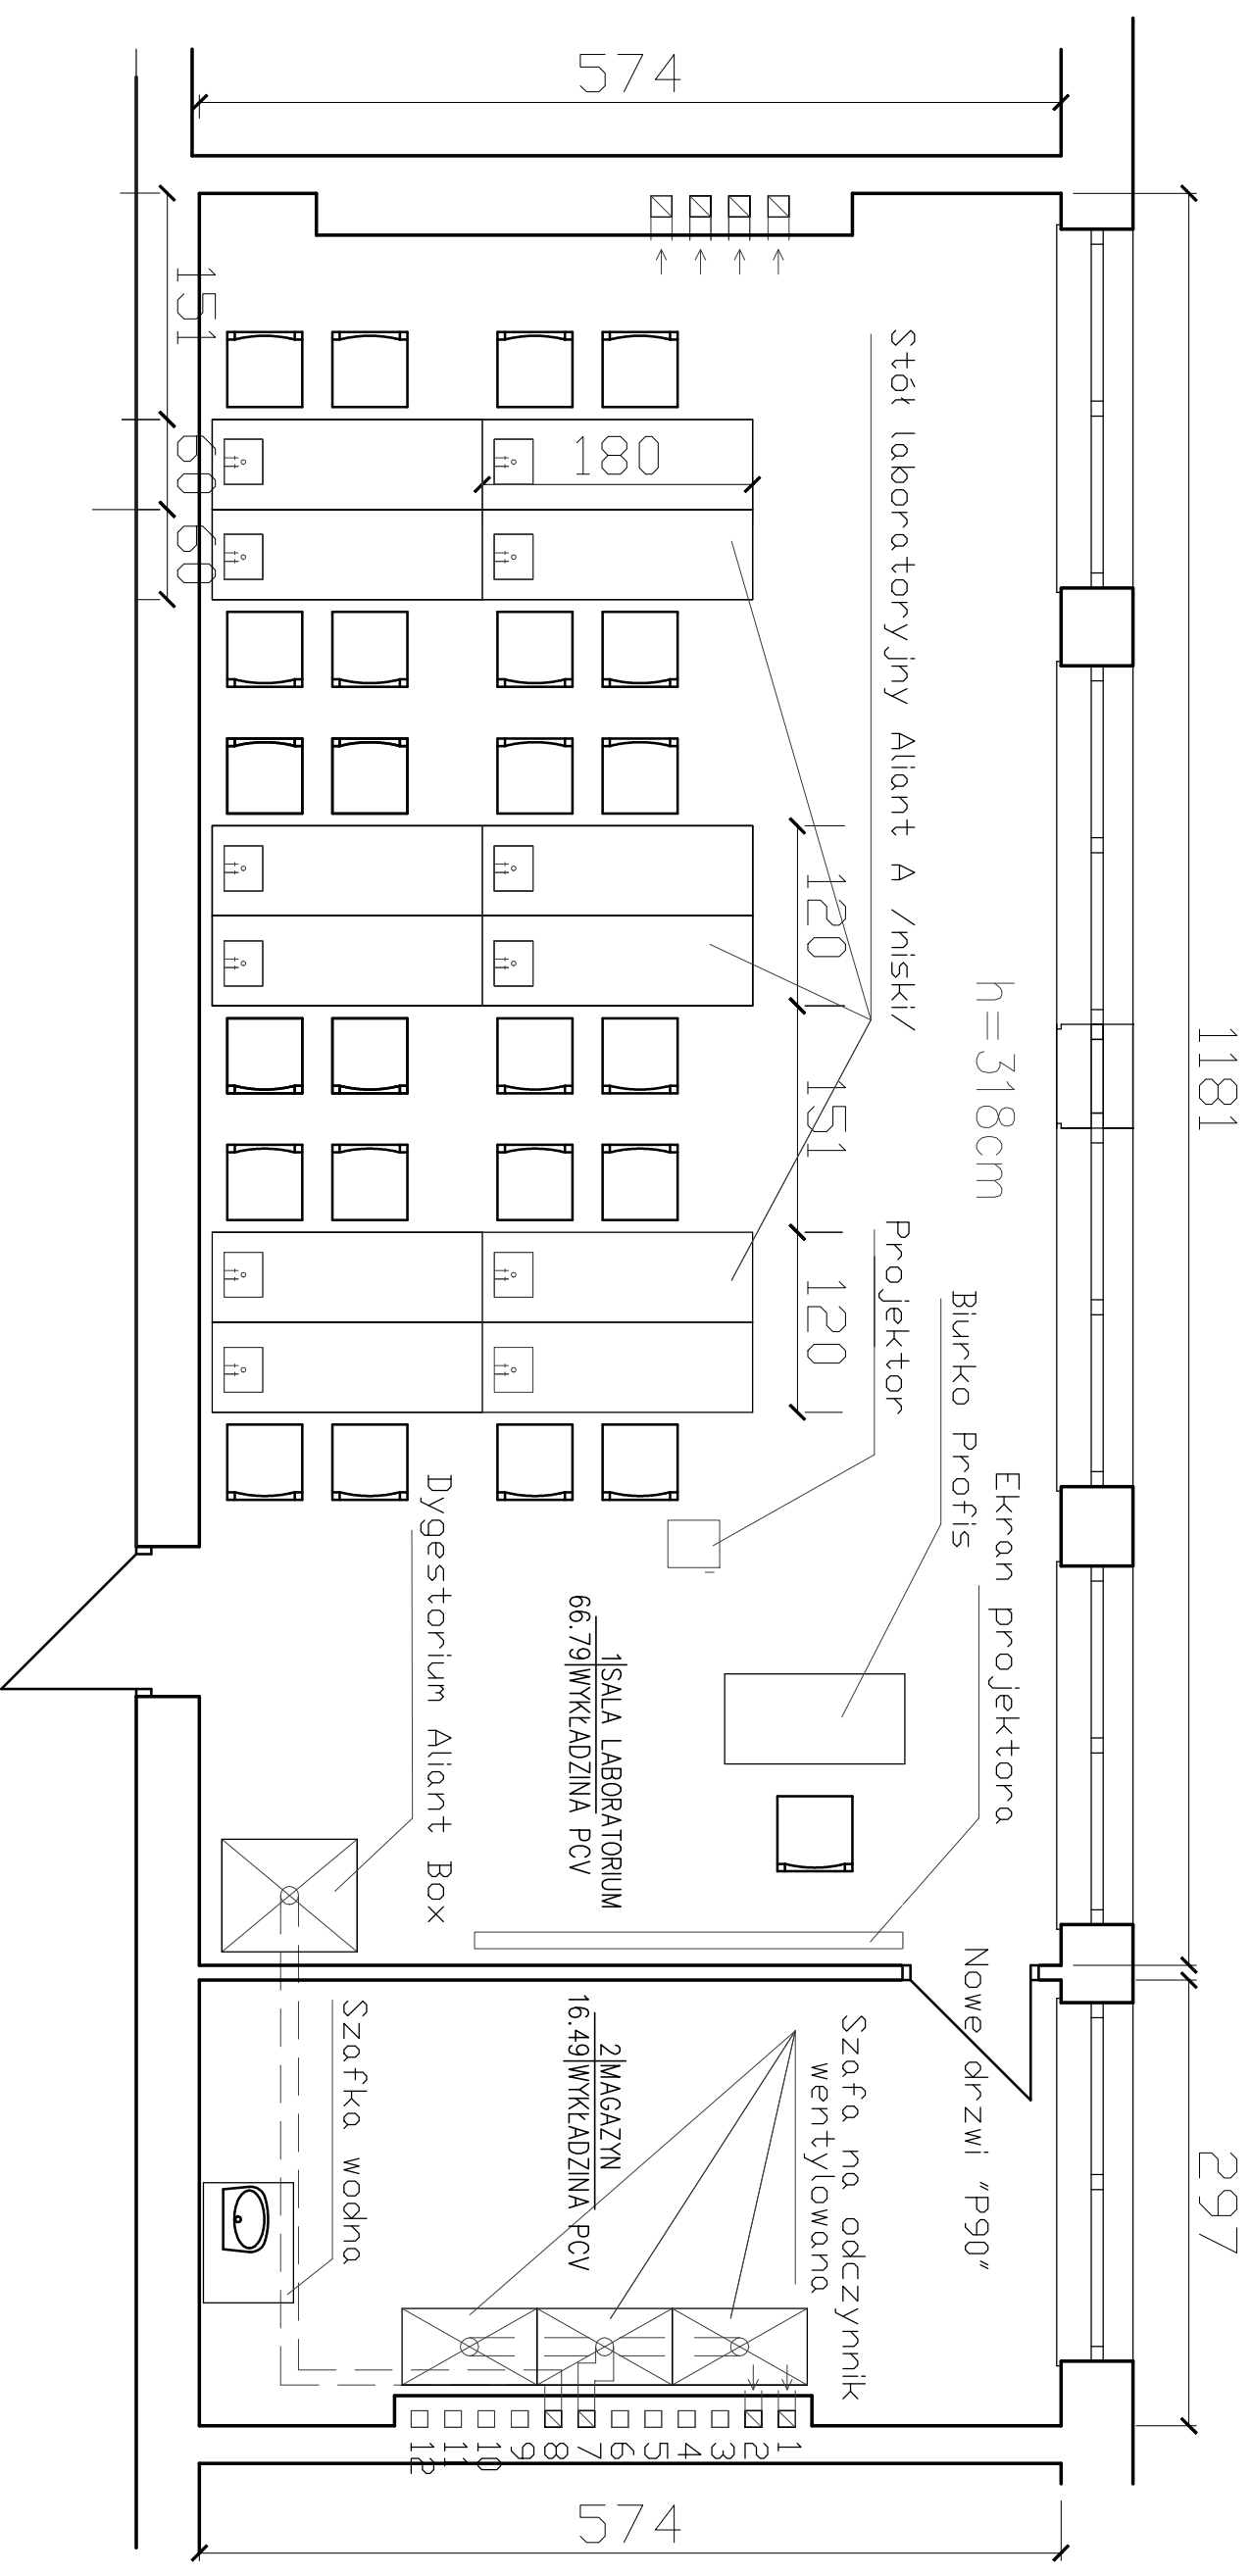 574
1181
297
151
60
60
180
Stół laboratoryjny Aliant A /niski/
h=318cm
120
151
120
Projektor
Biurko Profis
Ekran projektora
Dygestorium Aliant Box
1 SALA LABORATORIUM
66.79 WYKŁADZINA PCV
Nowe drzwi "P90"
Szafa na odczynnik
wentylowana
2 MAGAZYN
16.49 WYKŁADZINA PCV
Szafka wodna
1
2
3
4
5
6
7
8
9
10
11
12
574